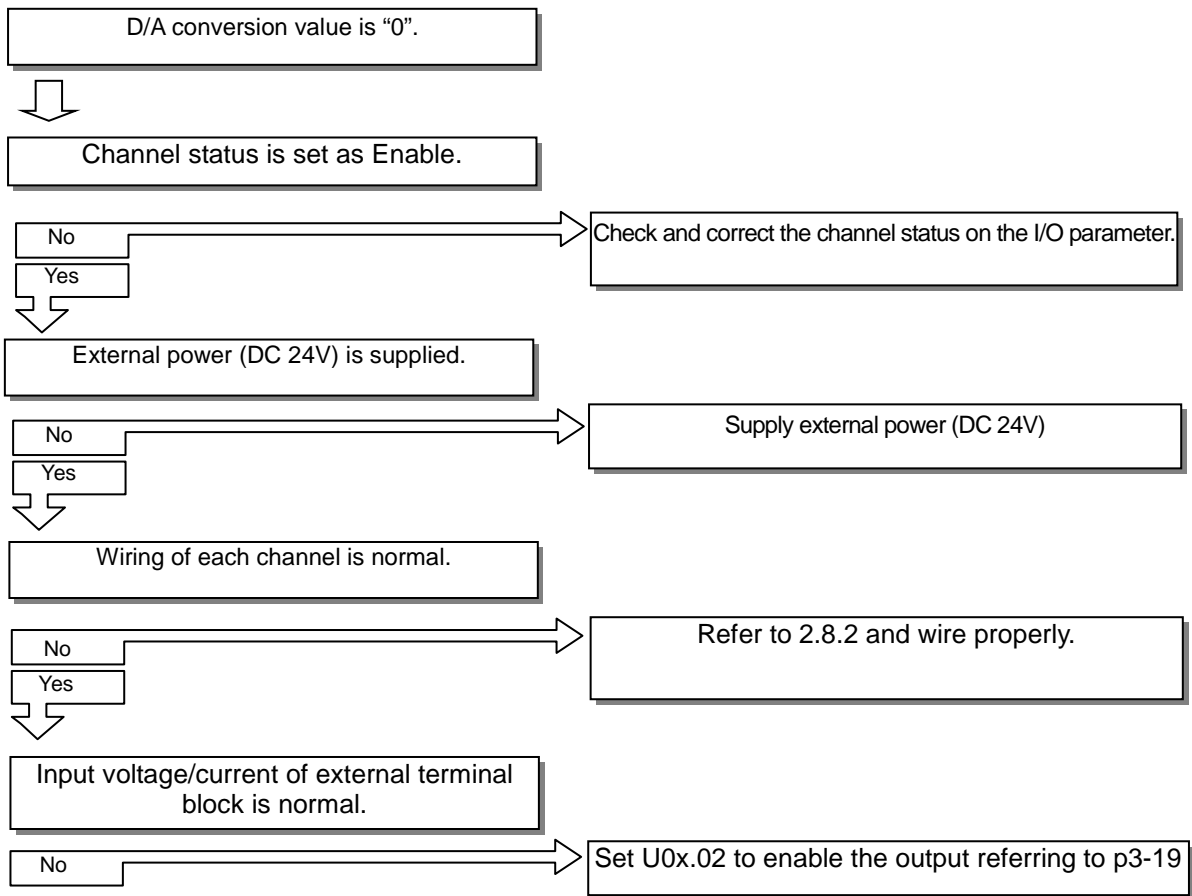 D/A conversion value is “0”.
Channel status is set as Enable.
No
Check and correct the channel status on the I/O parameter.
Yes
External power (DC 24V) is supplied.
No
Supply external power (DC 24V)
Yes
Wiring of each channel is normal.
No
Refer to 2.8.2 and wire properly.
Yes
Input voltage/current of external terminal
block is normal.
No
Set U0x.02 to enable the output referring to p3-19